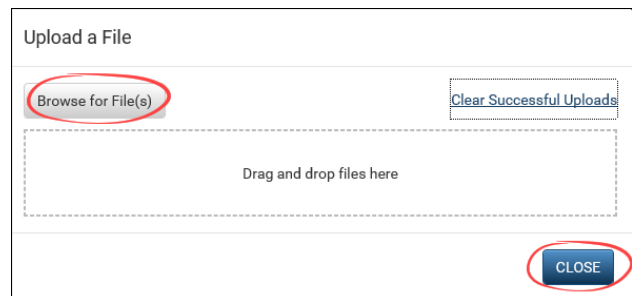 Upload a File
Browse for File(s)
Clear Successful Uploads
Drag and drop files here
CLOSE